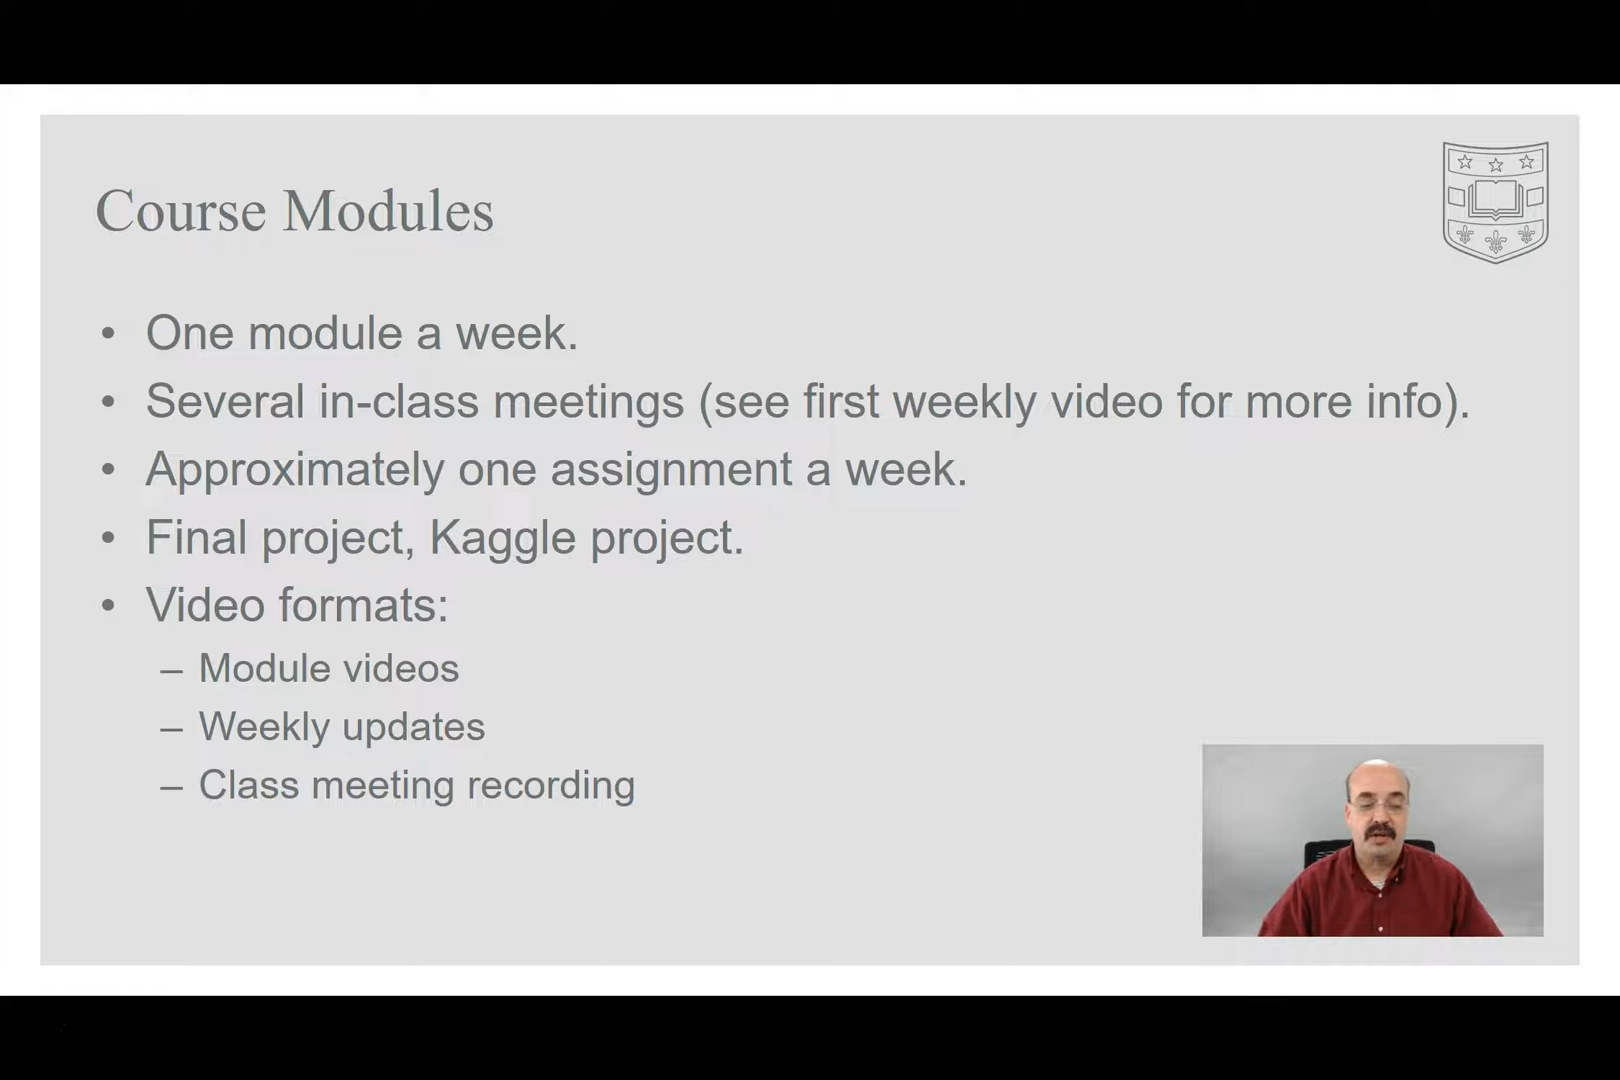 Course Modules
• One module a week.
• Several in-class meetings (see first weekly video for more info).
• Approximately one assignment a week.
• Final project, Kaggle project.
• Video formats:
– Module videos
– Weekly updates
– Class meeting recording